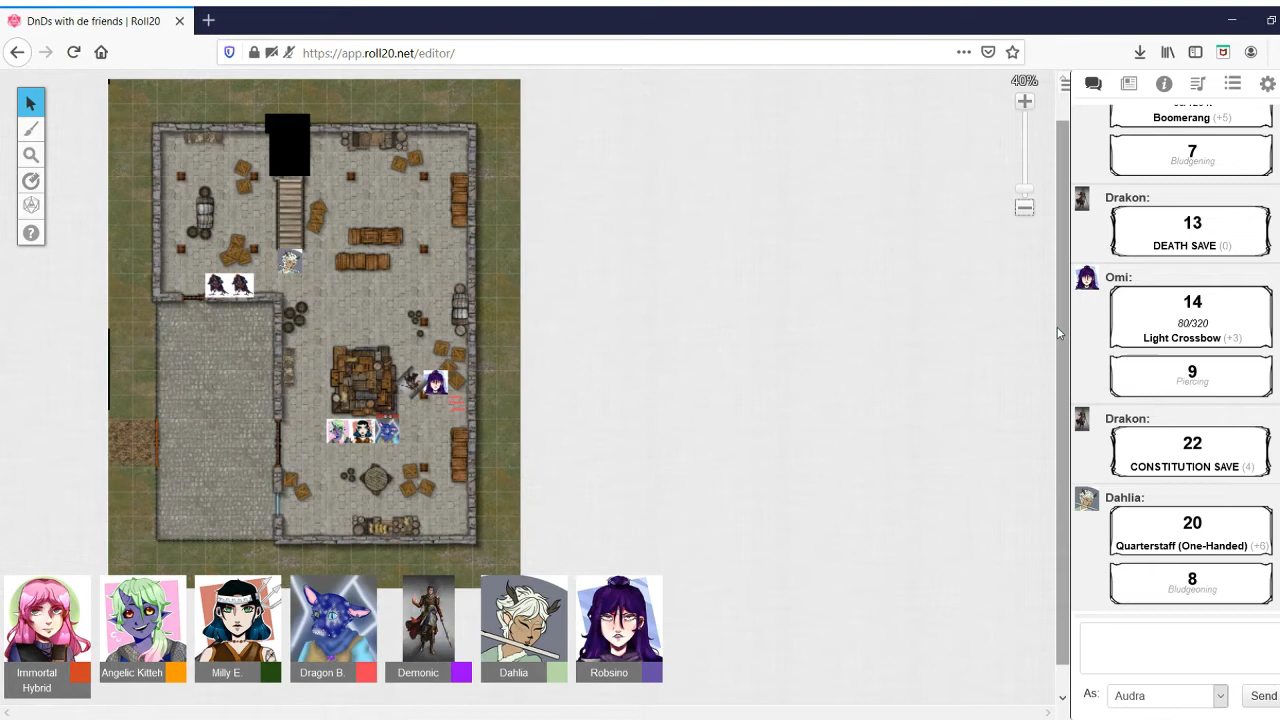 DnDs with de friends | Roll20
https://app.roll20.net/editor/
40%
Boomerang (+5)
7
Bludgeoning
Drakon:
13
DEATH SAVE (0)
Omi:
14
80/320
Light Crossbow (+3)
9
Piercing
Drakon:
22
CONSTITUTION SAVE (4)
Dahlia:
20
Quarterstaff (One-Handed) (+6)
8
Bludgeoning
Immortal
Hybrid
Angelic Kitteh
Milly E.
Dragon B.
Demonic
Dahlia
Robsino
As:
Audra
Send